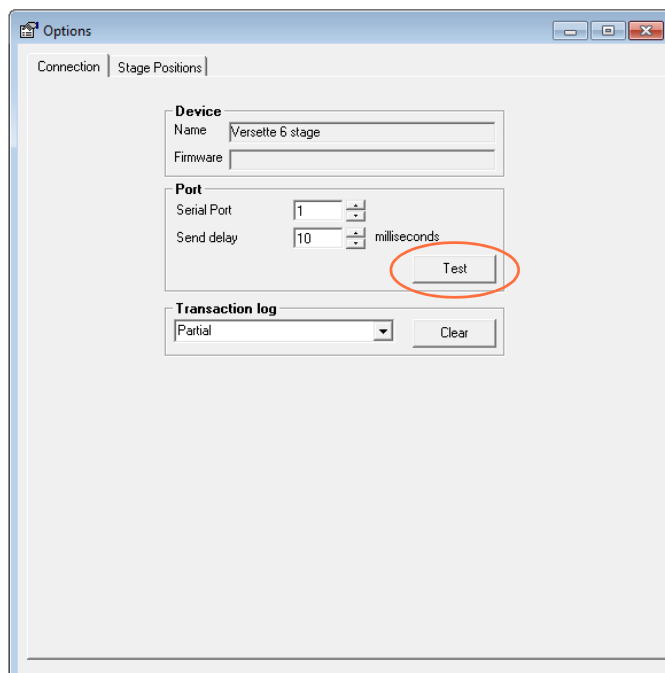 Options
Connection
Stage Positions
Device
Name
Versette 6 stage
Firmware
Port
Serial Port
1
Send delay
10
milliseconds
Test
Transaction log
Partial
Clear